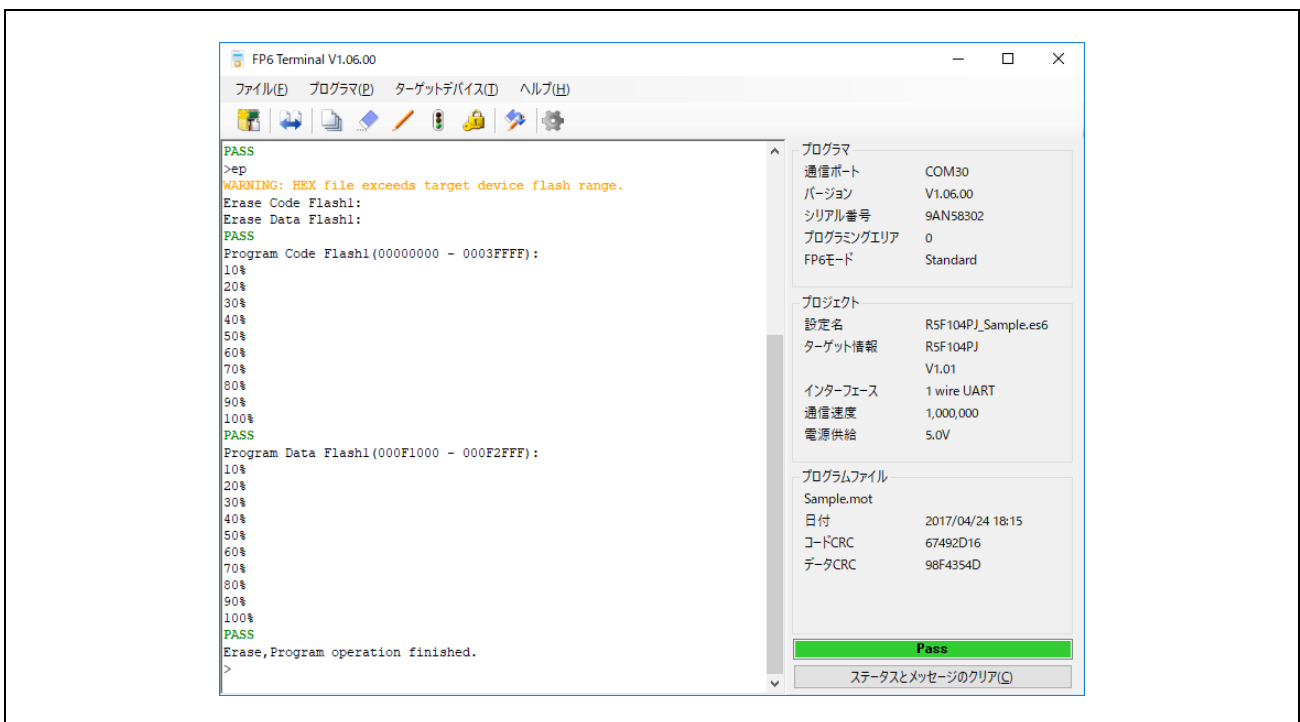 FP6 Terminal V1.06.00
ファイル(F) プログラマ(P) ターゲットデバイス(T) ヘルプ(H)
PASS
>ep
WARNING: HEX file exceeds target device flash range.
Erase Code Flash1:
Erase Data Flash1:
PASS
Program Code Flash1(00000000 - 0003FFFF):
10%
20%
30%
40%
50%
60%
70%
80%
90%
100%
PASS
Program Data Flash1(000F1000 - 000F2FFF):
10%
20%
30%
40%
50%
60%
70%
80%
90%
100%
PASS
Erase,Program operation finished.
>
プログラマ
通信ポート COM30
バージョン V1.06.00
シリアル番号 9AN58302
プログラミングエリア 0
FP6モード Standard
プロジェクト
設定名 R5F104PJ_Sample.es6
ターゲット情報 R5F104PJ
V1.01
インターフェース 1 wire UART
通信速度 1,000,000
電源供給 5.0V
プログラムファイル
Sample.mot
日付 2017/04/24 18:15
コードCRC 67492D16
データCRC 98F4354D
Pass
ステータスとメッセージのクリア(C)